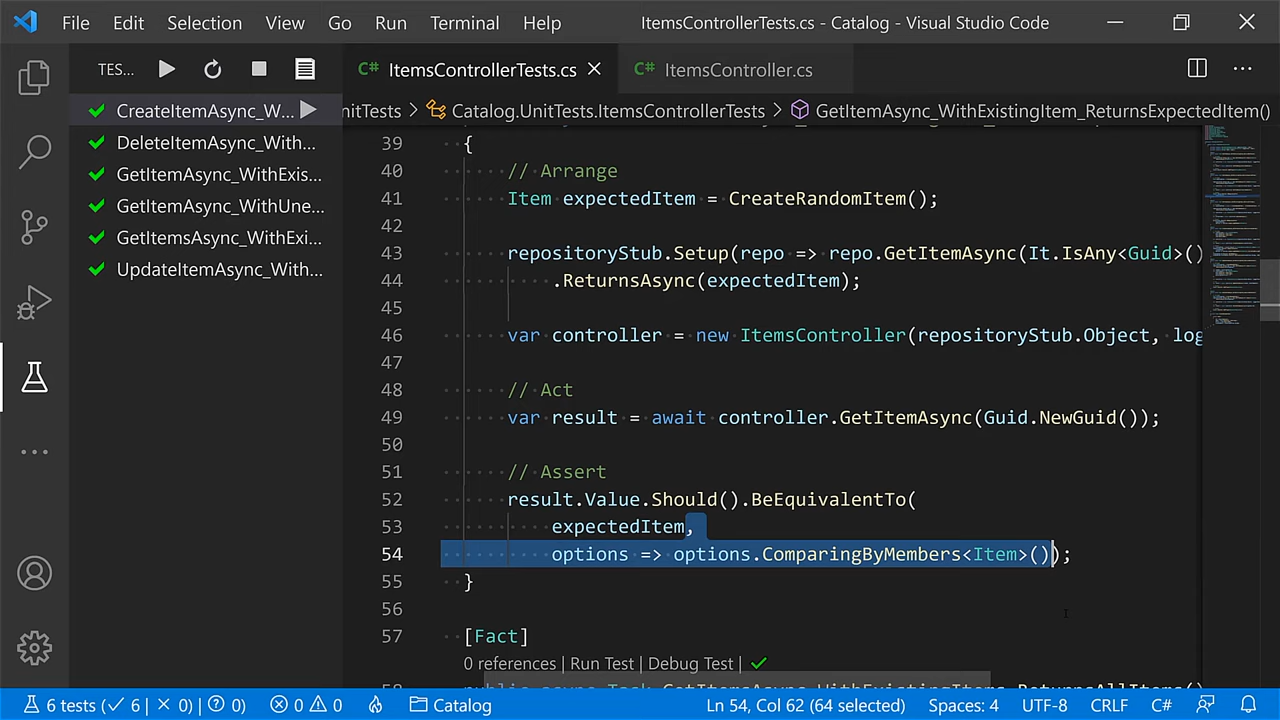 File Edit Selection View Go Run Terminal Help ItemsControllerTests.cs - Catalog - Visual Studio Code
TES...
C# ItemsControllerTests.cs
C# ItemsController.cs
nitTests > Catalog.UnitTests.ItemsControllerTests > GetItemAsync_WithExistingItem_ReturnsExpectedItem()
CreateItemAsync_W...
DeleteItemAsync_With...
GetItemAsync_WithExis...
GetItemAsync_WithUne...
GetItemsAsync_WithExi...
UpdateItemAsync_With...
39 {
40 Arrange
41 Item expectedItem = CreateRandomItem();
42
43 repositoryStub.Setup(repo => repo.GetItemAsync(It.IsAny<Guid>()
44 .ReturnsAsync(expectedItem);
45
46 var controller = new ItemsController(repositoryStub.Object, log
47
48 // Act
49 var result = await controller.GetItemAsync(Guid.NewGuid());
50
51 // Assert
52 result.Value.Should().BeEquivalentTo(
53 expectedItem,
54 options => options.ComparingByMembers<Item>());
55 }
56
57 [Fact]
0 references | Run Test | Debug Test |
58 public async Task GetItemsAsync_WithExistingItems_ReturnsAllItems()
6 tests ( 6 | 0) | 0) 0 0 Catalog Ln 54, Col 62 (64 selected) Spaces: 4 UTF-8 CRLF C#